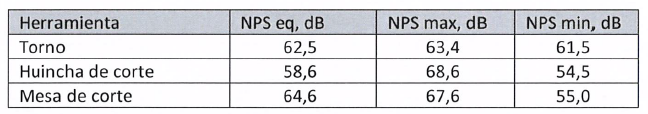 Herramienta NPS eq, dB NPS max, dB NPS min, dB
Torno 62,5 63,4 61,5
Huincha de corte 58,6 68,6 54,5
Mesa de corte 64,6 67,6 55,0